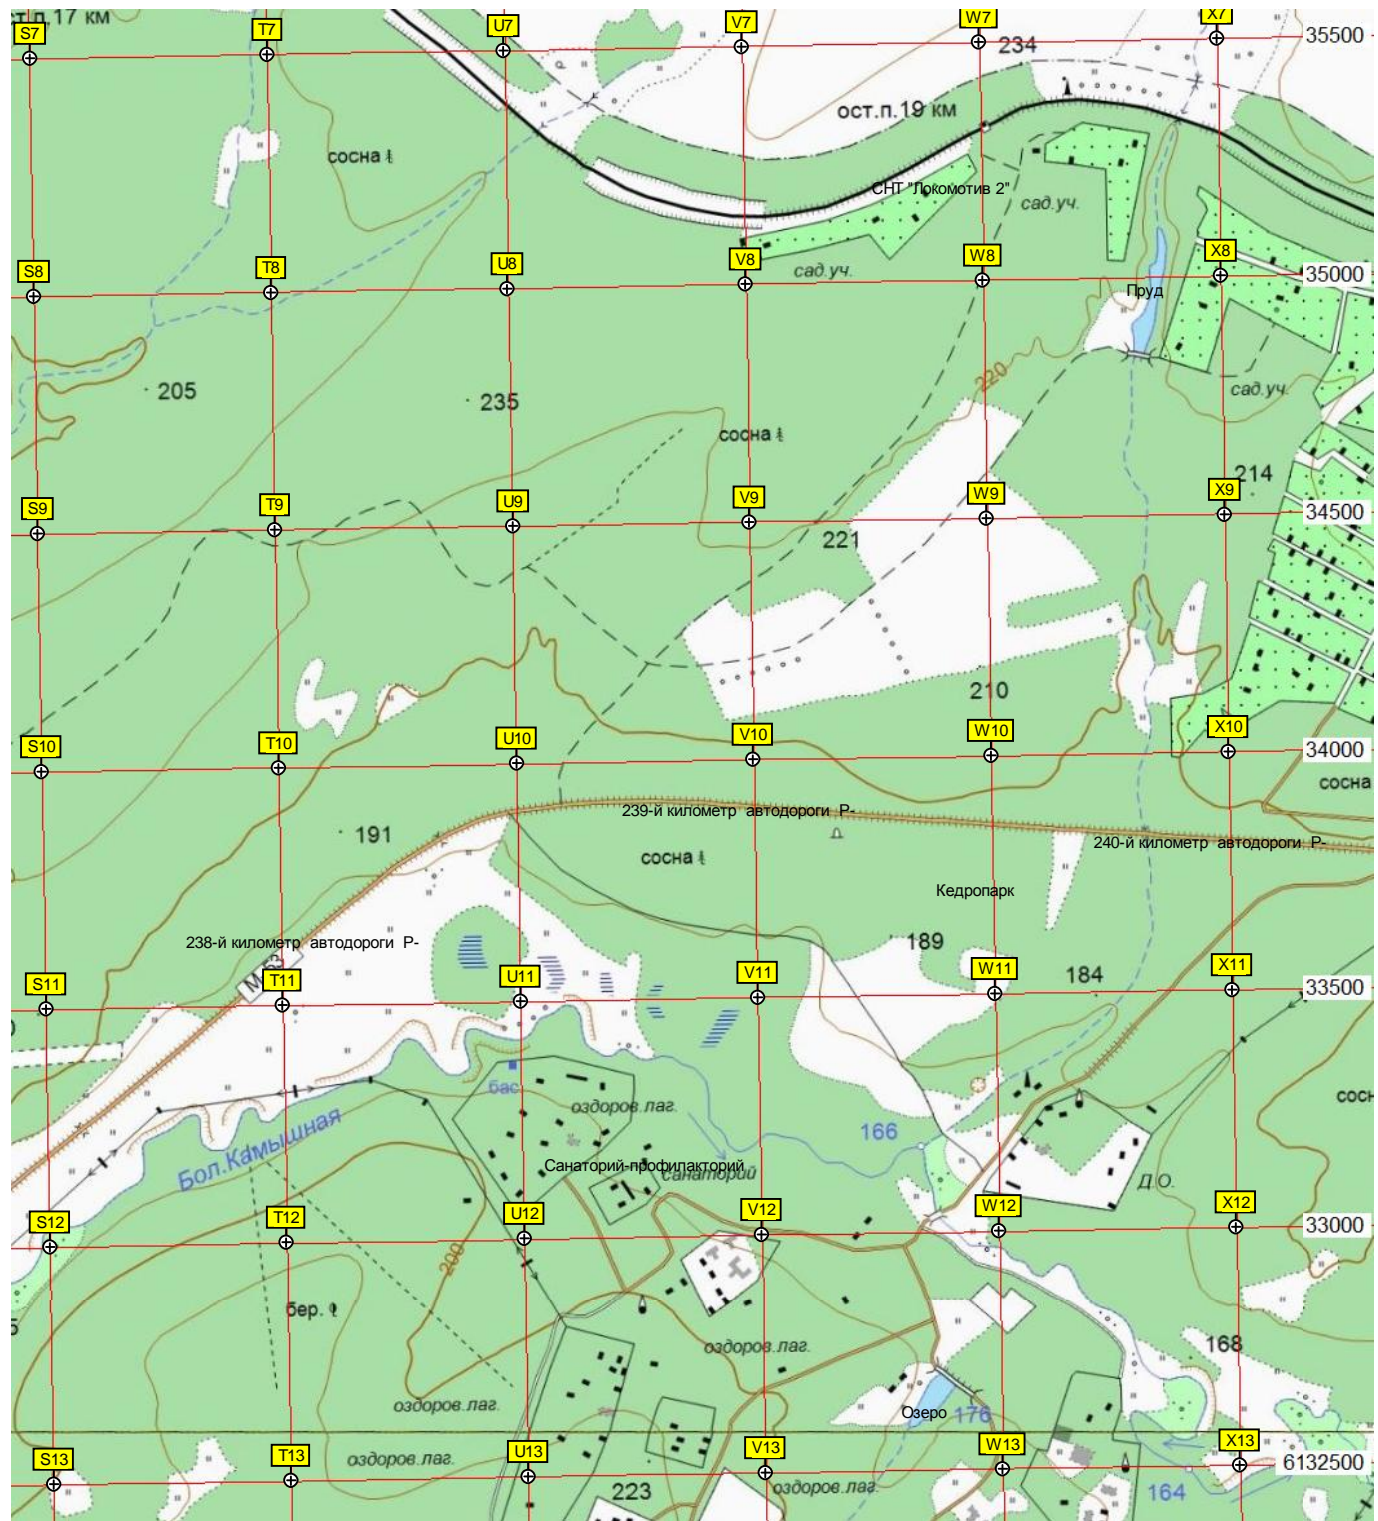 17 км
S7 T7 U7 V7 W7 X7
35500
234
ост.п.19 км
сосна
СНТ "Локомотив 2"
сад.уч.
S8 T8 U8 V8 W8 X8
35000
сад.уч.
Пруд
205
235
220
сад.уч.
сосна
214
S9 T9 U9 V9 W9 X9
34500
221
210
S10 T10 U10 V10 W10 X10
34000
сосна
239-й километр автодороги Р-
191
240-й километр автодороги Р-
сосна
Кедропарк
238-й километр автодороги Р-
189
184
S11 T11 U11 V11 W11 X11
33500
бас.
оздоров.лаг.
сосн
166
Бол.Камышная
Санаторий-профилакторий
санаторий
Д.О.
S12 T12 U12 V12 W12 X12
33000
200
бер.
168
оздоров.лаг.
оздоров.лаг.
Озеро
176
S13 T13 U13 V13 W13 X13
6132500
оздоров.лаг.
оздоров.лаг.
223
164